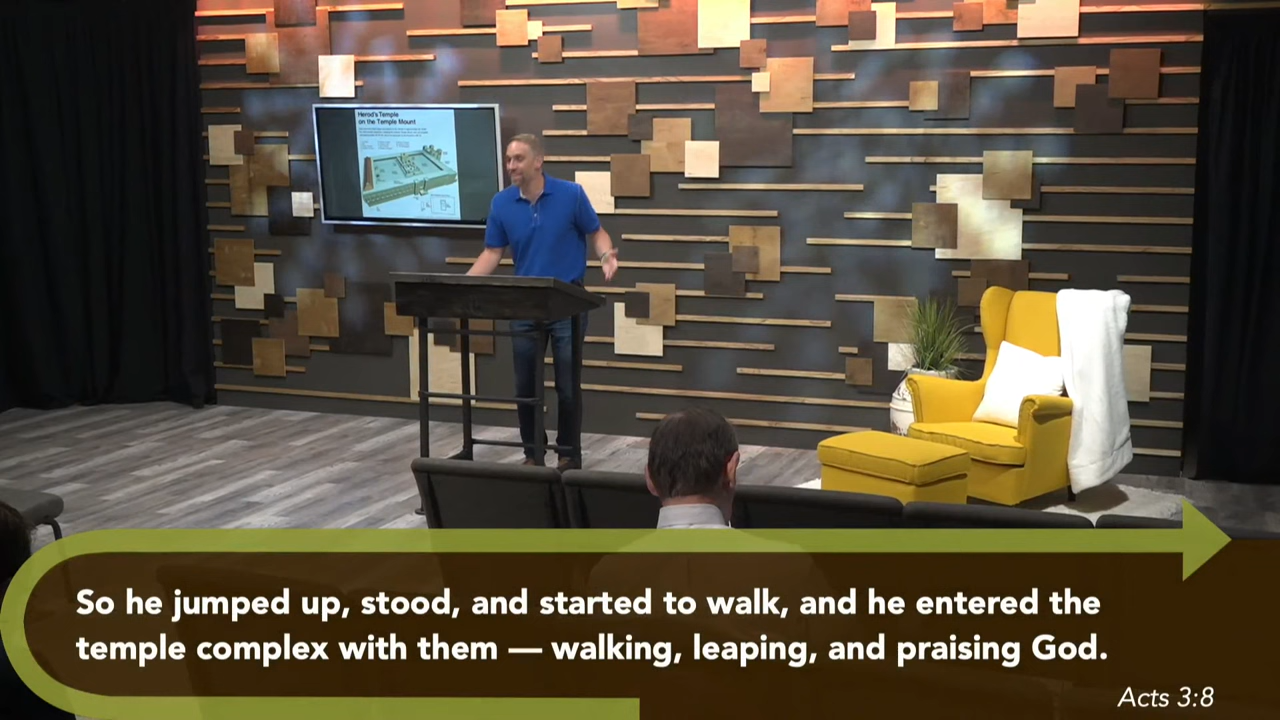 Herod's Temple
on the Temple Mount
So he jumped up, stood, and started to walk, and he entered the
temple complex with them — walking, leaping, and praising God.
Acts 3:8